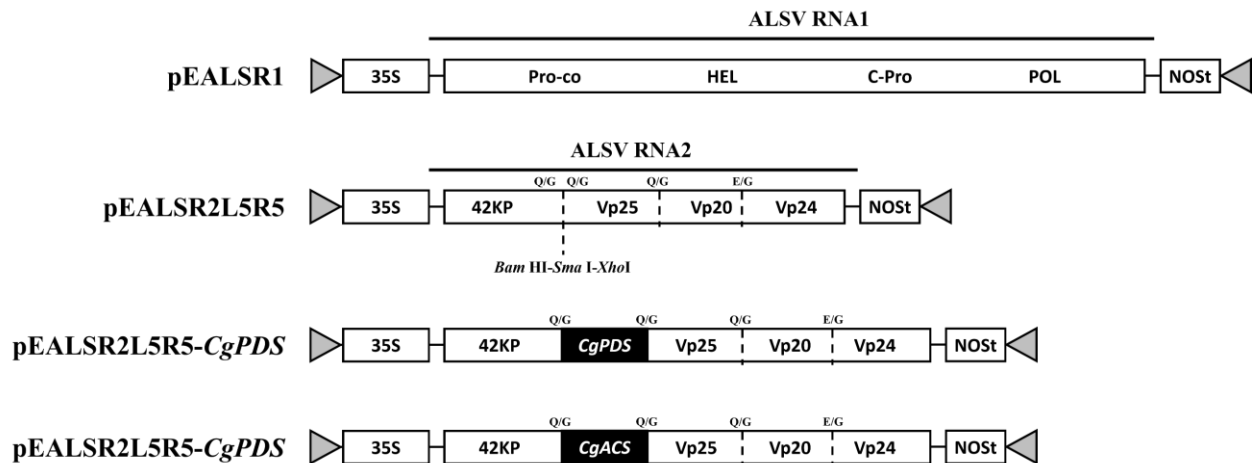 ALSV RNA1
pEALSR1 35S Pro-co HEL C-Pro POL NOSt
ALSV RNA2
Q/G Q/G Q/G E/G
pEALSR2L5R5 35S 42KP Vp25 Vp20 Vp24 NOSt
Bam HI-Sma I-XhoI
Q/G Q/G Q/G E/G
pEALSR2L5R5-CgPDS 35S 42KP CgPDS Vp25 Vp20 Vp24 NOSt
Q/G Q/G Q/G E/G
pEALSR2L5R5-CgPDS 35S 42KP CgACS Vp25 Vp20 Vp24 NOSt